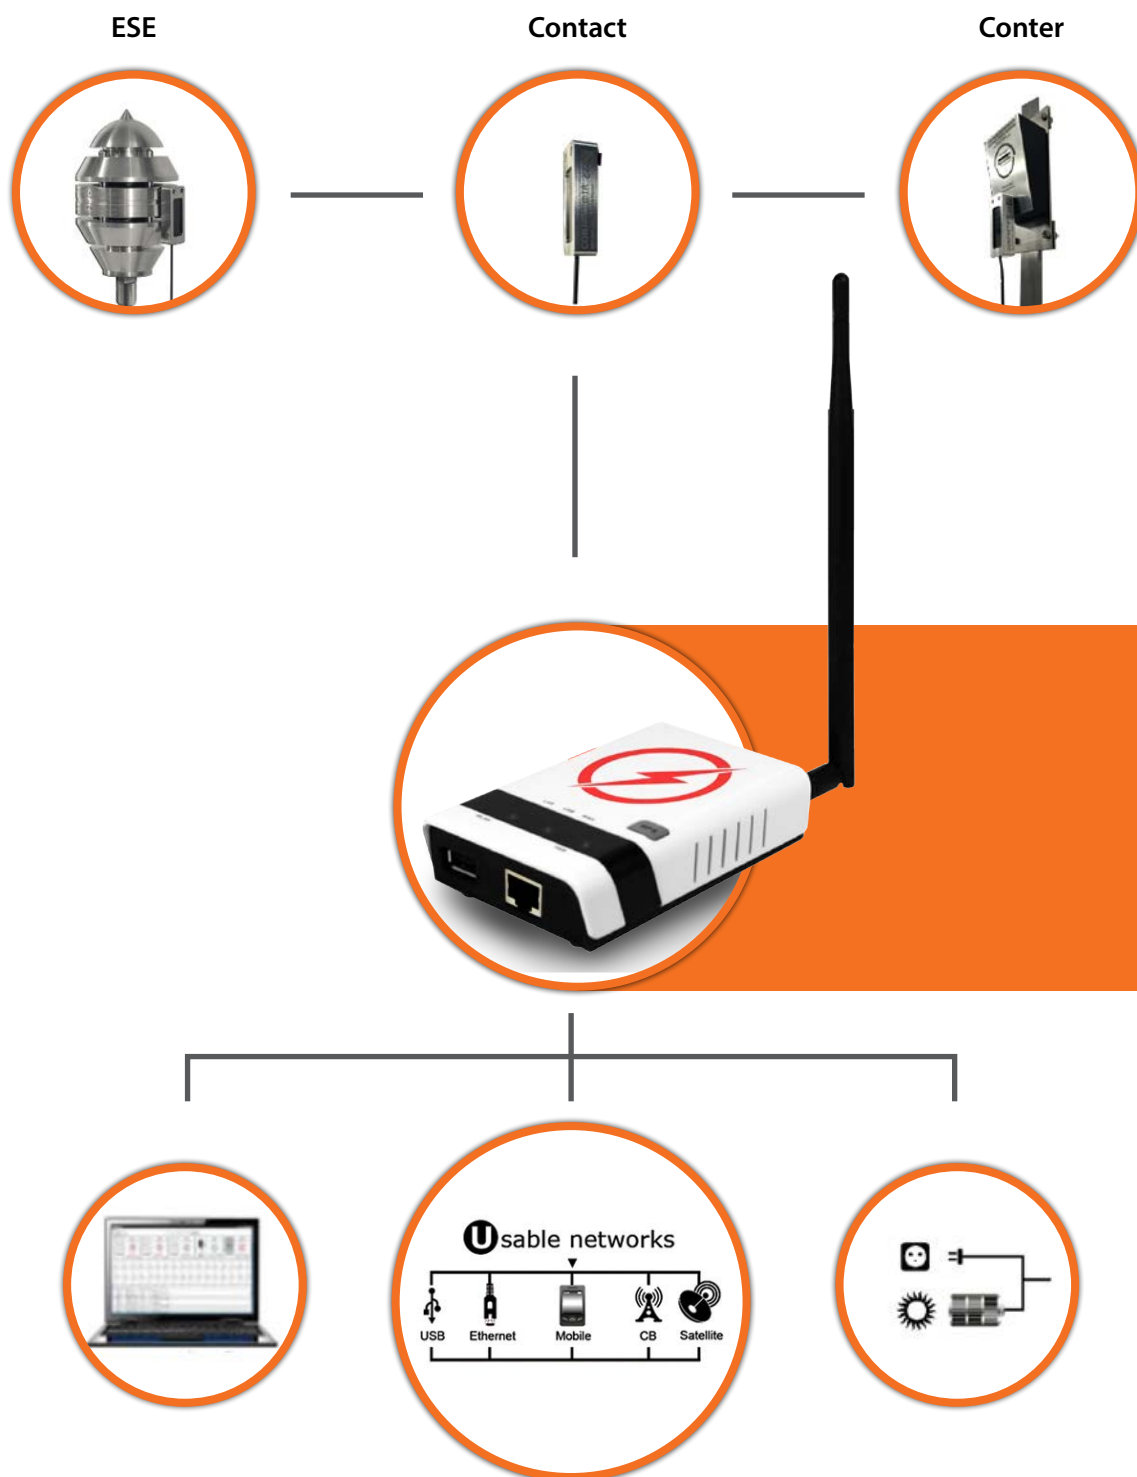 ESE
Contact
Conter
Usable networks
USB
Ethernet
Mobile
CB
Satellite